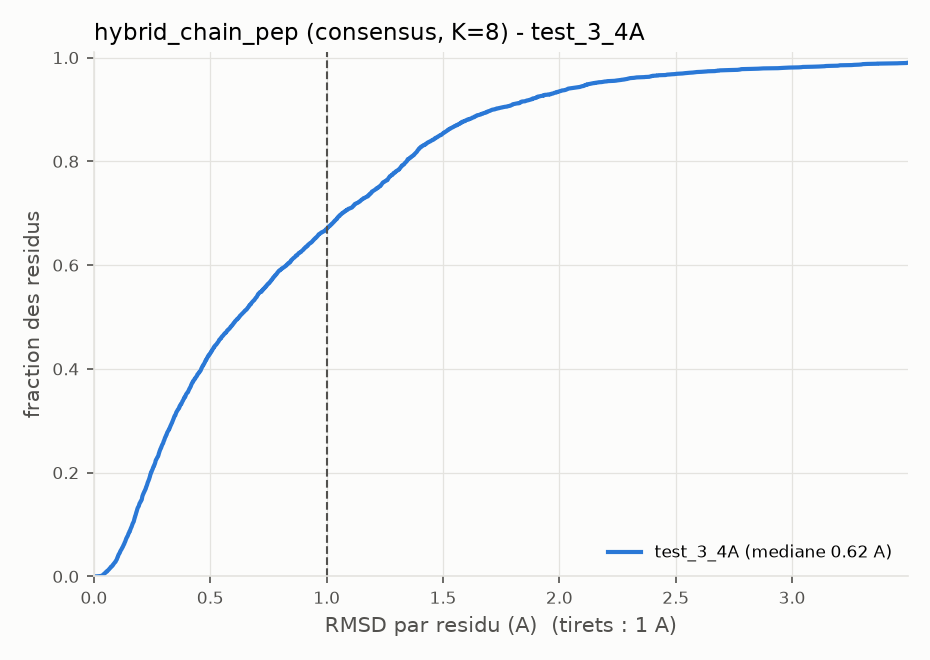 hybrid_chain_pep (consensus, K=8) - test_3_4A
fraction des residus
1.0
0.8
0.6
0.4
0.2
0.0
test_3_4A (mediane 0.62 A)
0.0 0.5 1.0 1.5 2.0 2.5 3.0
RMSD par residu (A)  (tirets : 1 A)